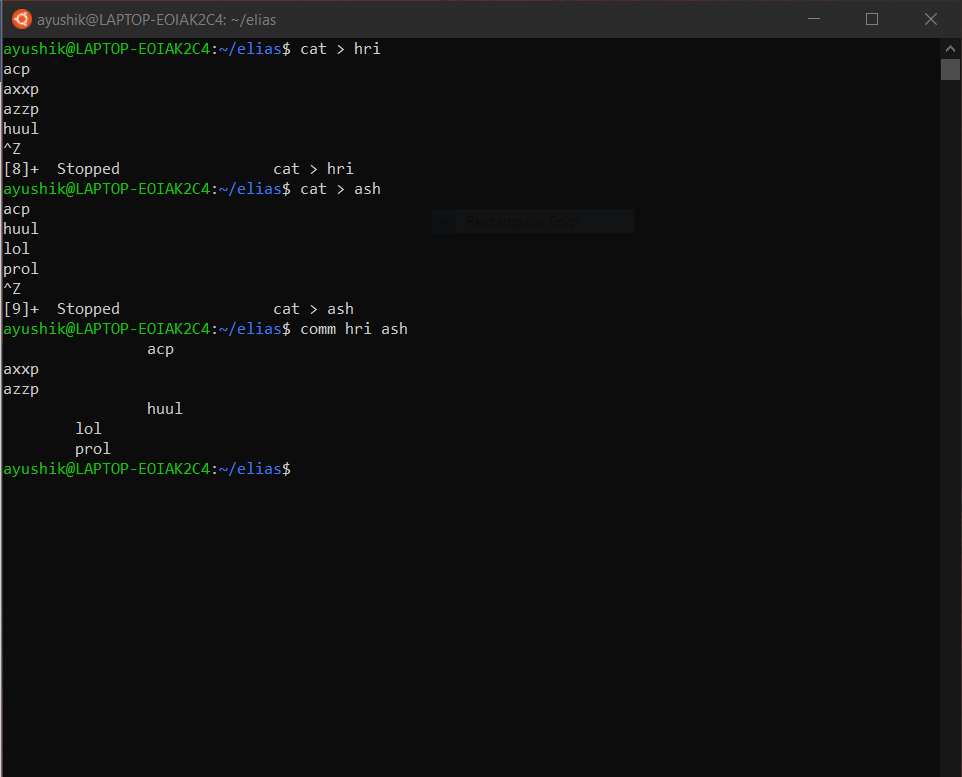 ayushik@LAPTOP-EOIAK2C4: ~/elias
ayushik@LAPTOP-EOIAK2C4:~/elias$ cat > hri
acp
axxp
azzp
huul
^Z
[8]+  Stopped                 cat > hri
ayushik@LAPTOP-EOIAK2C4:~/elias$ cat > ash
acp
huul
lol
prol
^Z
[9]+  Stopped                 cat > ash
ayushik@LAPTOP-EOIAK2C4:~/elias$ comm hri ash
                acp
axxp
azzp
                huul
        lol
        prol
ayushik@LAPTOP-EOIAK2C4:~/elias$
Rectangular Snip